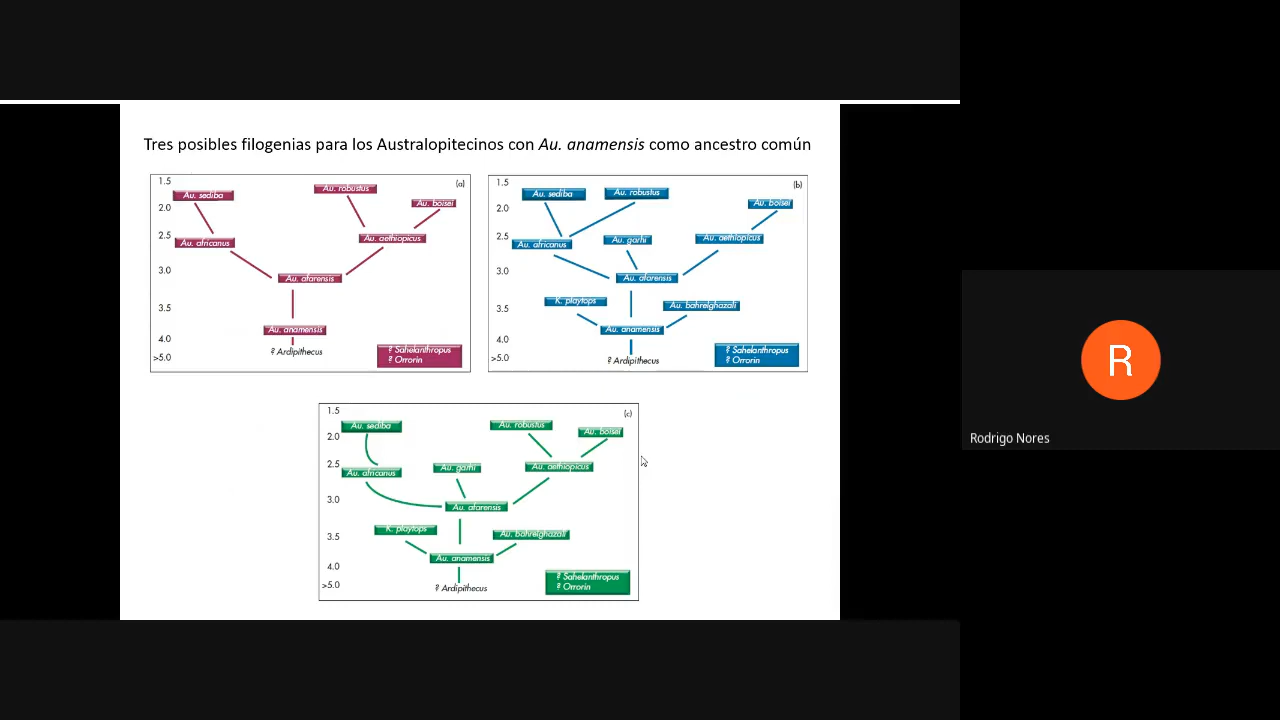 Tres posibles filogenias para los Australopitecinos con Au. anamensis como ancestro común
(a)
1.5
Au. sediba
Au. robustus
2.0
Au. boisei
2.5
Au. africanus
Au. aethiopicus
3.0
Au. afarensis
3.5
Au. anamensis
4.0
>5.0
? Ardipithecus
? Sahelanthropus
? Orrorin
(b)
1.5
Au. sediba
Au. robustus
2.0
Au. boisei
2.5
Au. africanus
Au. garhi
Au. aethiopicus
3.0
Au. afarensis
K. playtops
Au. bahrelghazali
3.5
Au. anamensis
4.0
>5.0
? Ardipithecus
? Sahelanthropus
? Orrorin
(c)
1.5
Au. sediba
Au. robustus
2.0
Au. boisei
2.5
Au. africanus
Au. garhi
Au. aethiopicus
3.0
Au. afarensis
K. playtops
Au. bahrelghazali
3.5
Au. anamensis
4.0
>5.0
? Ardipithecus
? Sahelanthropus
? Orrorin
R
Rodrigo Nores